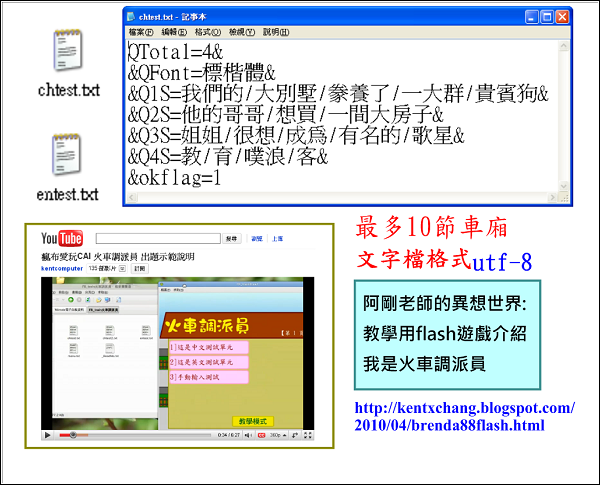 chtest.txt
entest.txt
chtest.txt - 記事本
檔案(F) 編輯(E) 格式(O) 檢視(V) 說明(H)
QTotal=4&
&QFont=標楷體&
&Q1S=我們的/大別墅/豢養了/一大群/貴賓狗&
&Q2S=他的哥哥/想買/一間大房子&
&Q3S=姐姐/很想/成為/有名的/歌星&
&Q4S=教/育/噗浪/客&
&okflag=1
YouTube
搜尋 瀏覽 上載
瘋布愛玩CAI 火車調派員 出題示範說明
kentcomputer 135 訂閱
火車調派員
1)這是中文測試單元
2)這是英文測試單元
3)手動輸入測試
教學模式
0:34 / 6:27
360p
最多10節車廂
文字檔格式utf-8
阿剛老師的異想世界:
教學用flash遊戲介紹
我是火車調派員
http://kentxchang.blogspot.com/
2010/04/brenda88flash.html